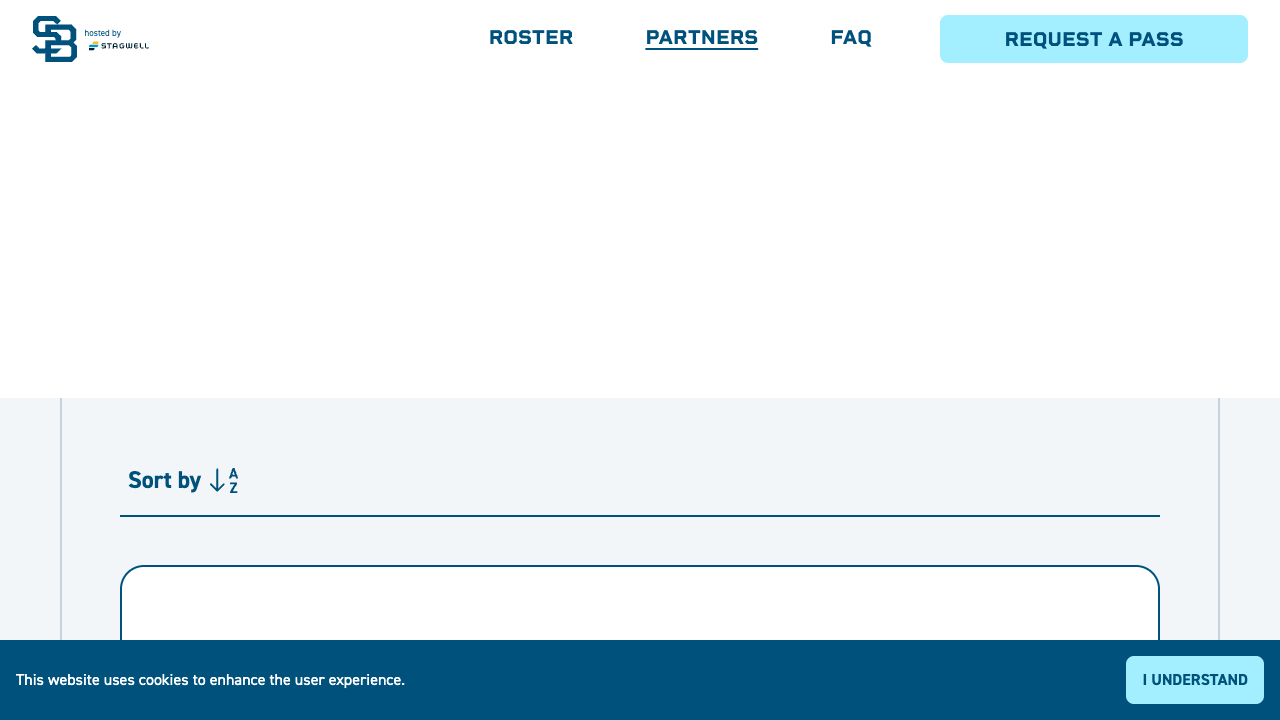 SB
hosted by
STAGWELL
ROSTER
PARTNERS
FAQ
REQUEST A PASS
Sort by
A
Z
This website uses cookies to enhance the user experience.
I UNDERSTAND